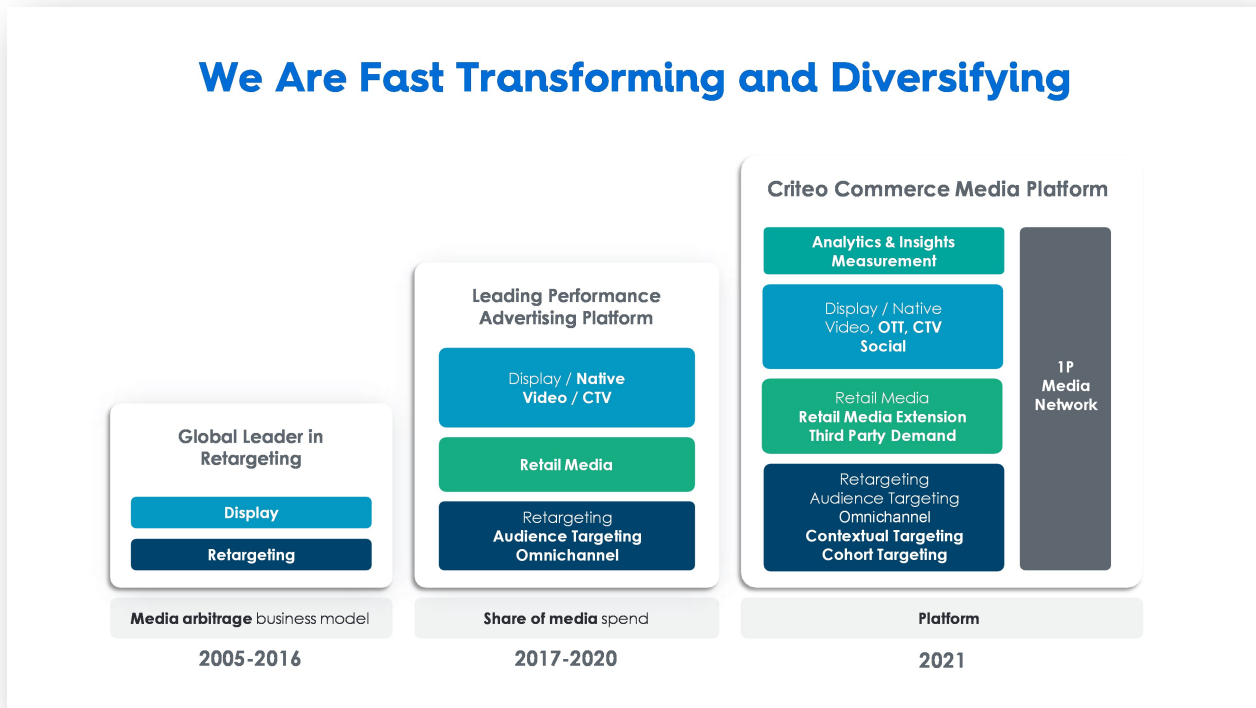 We Are Fast Transforming and Diversifying
Global Leader in
Retargeting
Display
Retargeting
Media arbitrage business model
2005-2016
Leading Performance
Advertising Platform
Display / Native
Video / CTV
Retail Media
Retargeting
Audience Targeting
Omnichannel
Share of media spend
2017-2020
Criteo Commerce Media Platform
Analytics & Insights
Measurement
Display / Native
Video, OTT, CTV
Social
Retail Media
Retail Media Extension
Third Party Demand
Retargeting
Audience Targeting
Omnichannel
Contextual Targeting
Cohort Targeting
1P
Media
Network
Platform
2021